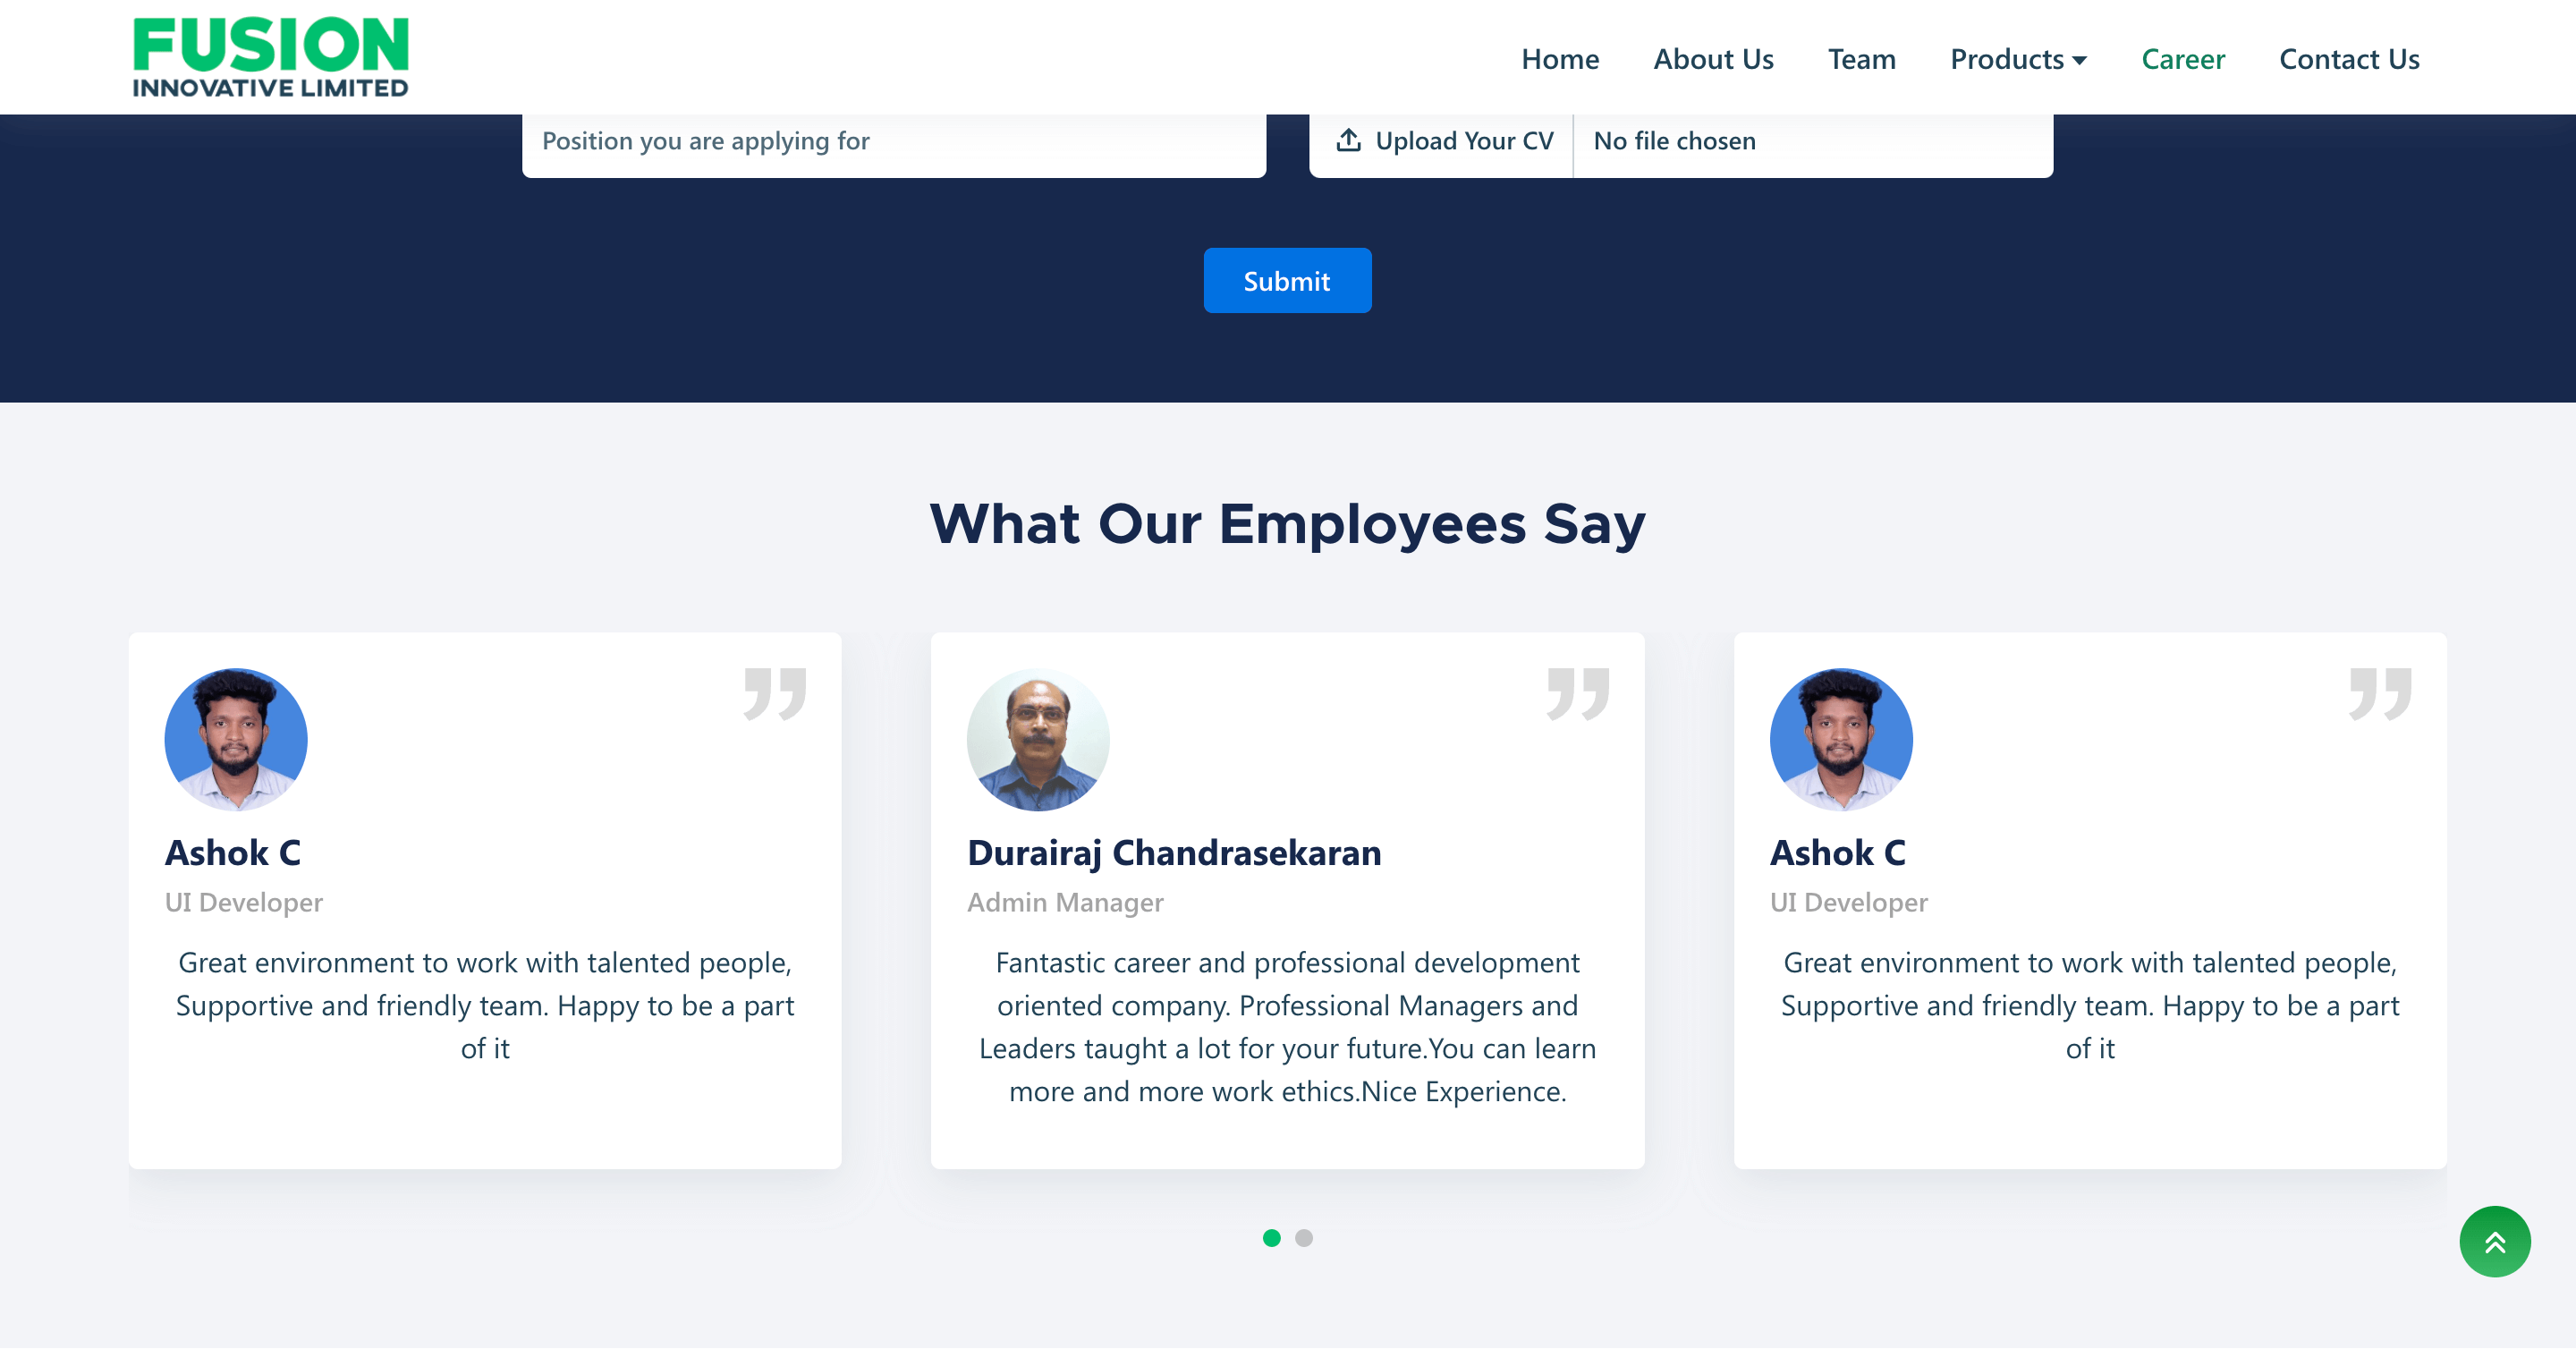 FUSION
INNOVATIVE LIMITED
Home About Us Team Products Career Contact Us
Position you are applying for
Upload Your CV No file chosen
Submit
What Our Employees Say
Ashok C
UI Developer
Great environment to work with talented people,
Supportive and friendly team. Happy to be a part
of it
Durairaj Chandrasekaran
Admin Manager
Fantastic career and professional development
oriented company. Professional Managers and
Leaders taught a lot for your future.You can learn
more and more work ethics.Nice Experience.
Ashok C
UI Developer
Great environment to work with talented people,
Supportive and friendly team. Happy to be a part
of it